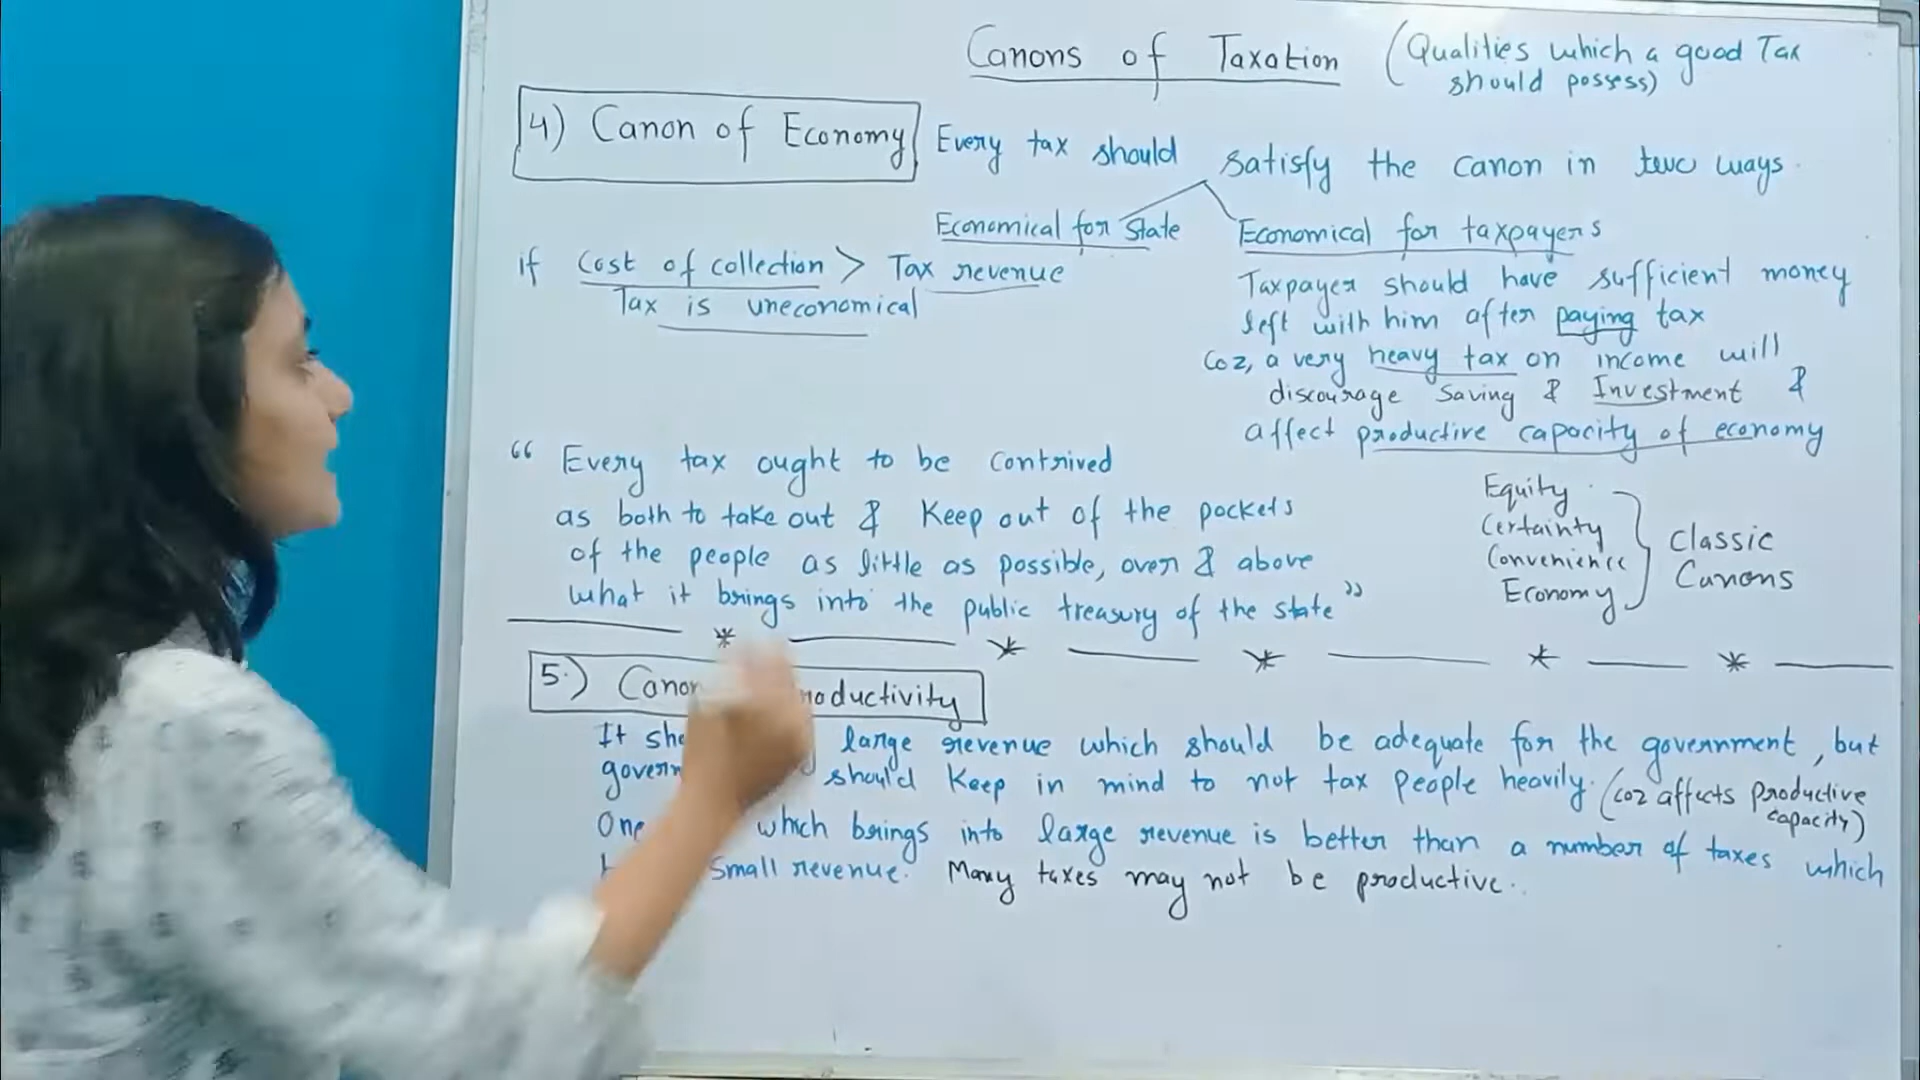 Canons of Taxation (Qualities which a good Tax
should possess)
4) Canon of Economy
Every tax should satisfy the canon in two ways.
Economical for State
Economical for taxpayers
if Cost of collection > Tax revenue
Tax is uneconomical
Taxpayer should have sufficient money
left with him after paying tax
Coz, a very heavy tax on income will
discourage Saving & Investment &
affect productive capacity of economy
“ Every tax ought to be contrived
as both to take out & Keep out of the pockets
of the people as little as possible, over & above
what it brings into the public treasury of the state ”
Equity
Certainty
Convenience
Economy
Classic
Canons
5.) Canon productivity
It large revenue which should be adequate for the government, but
should Keep in mind to not tax people heavily. (coz affects productive
capacity)
One which brings into large revenue is better than a number of taxes which
Small revenue. Many taxes may not be productive.